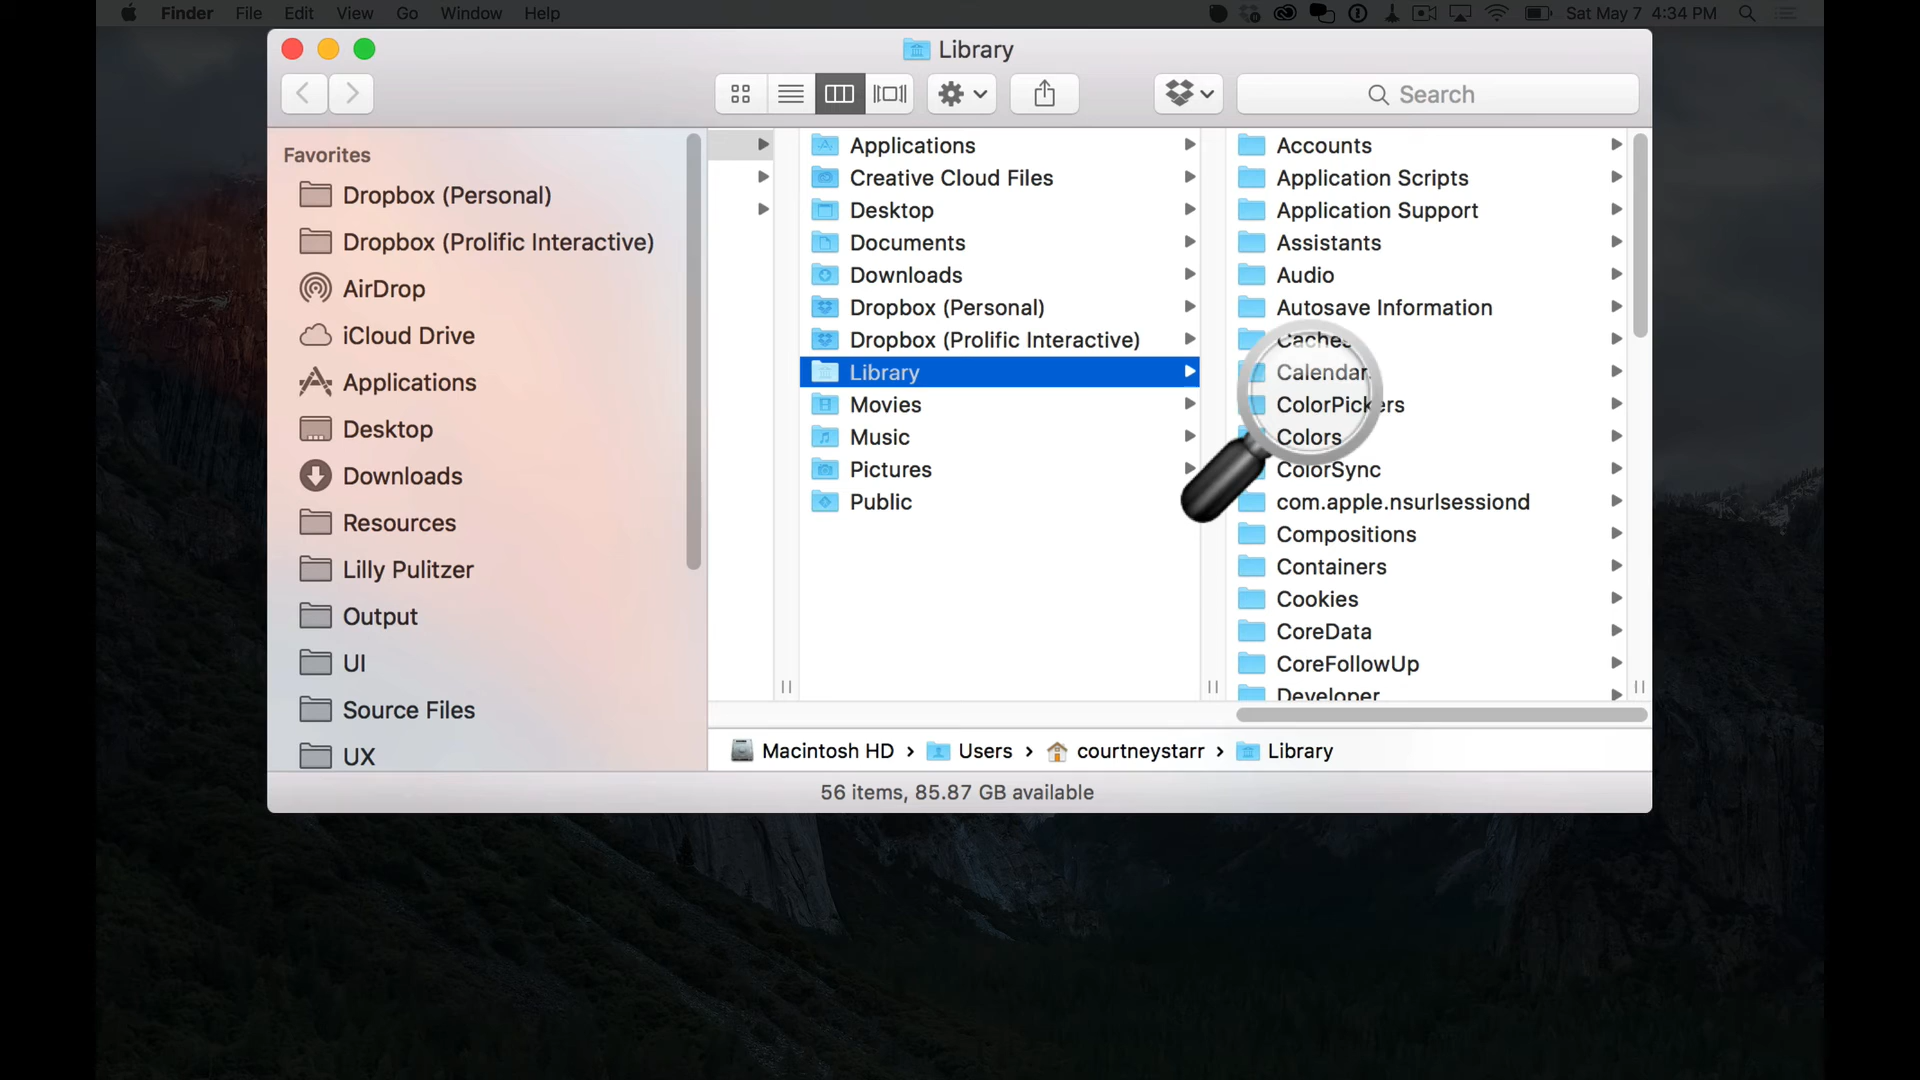 Finder File Edit View Go Window Help
Sat May 7 4:34 PM
Library
Search
Favorites
Dropbox (Personal)
Dropbox (Prolific Interactive)
AirDrop
iCloud Drive
Applications
Desktop
Downloads
Resources
Lilly Pulitzer
Output
UI
Source Files
UX
Applications
Creative Cloud Files
Desktop
Documents
Downloads
Dropbox (Personal)
Dropbox (Prolific Interactive)
Library
Movies
Music
Pictures
Public
Accounts
Application Scripts
Application Support
Assistants
Audio
Autosave Information
Caches
Calendar
ColorPickers
Colors
ColorSync
com.apple.nsurlsessiond
Compositions
Containers
Cookies
CoreData
CoreFollowUp
Developer
Macintosh HD › Users › courtneystarr › Library
56 items, 85.87 GB available